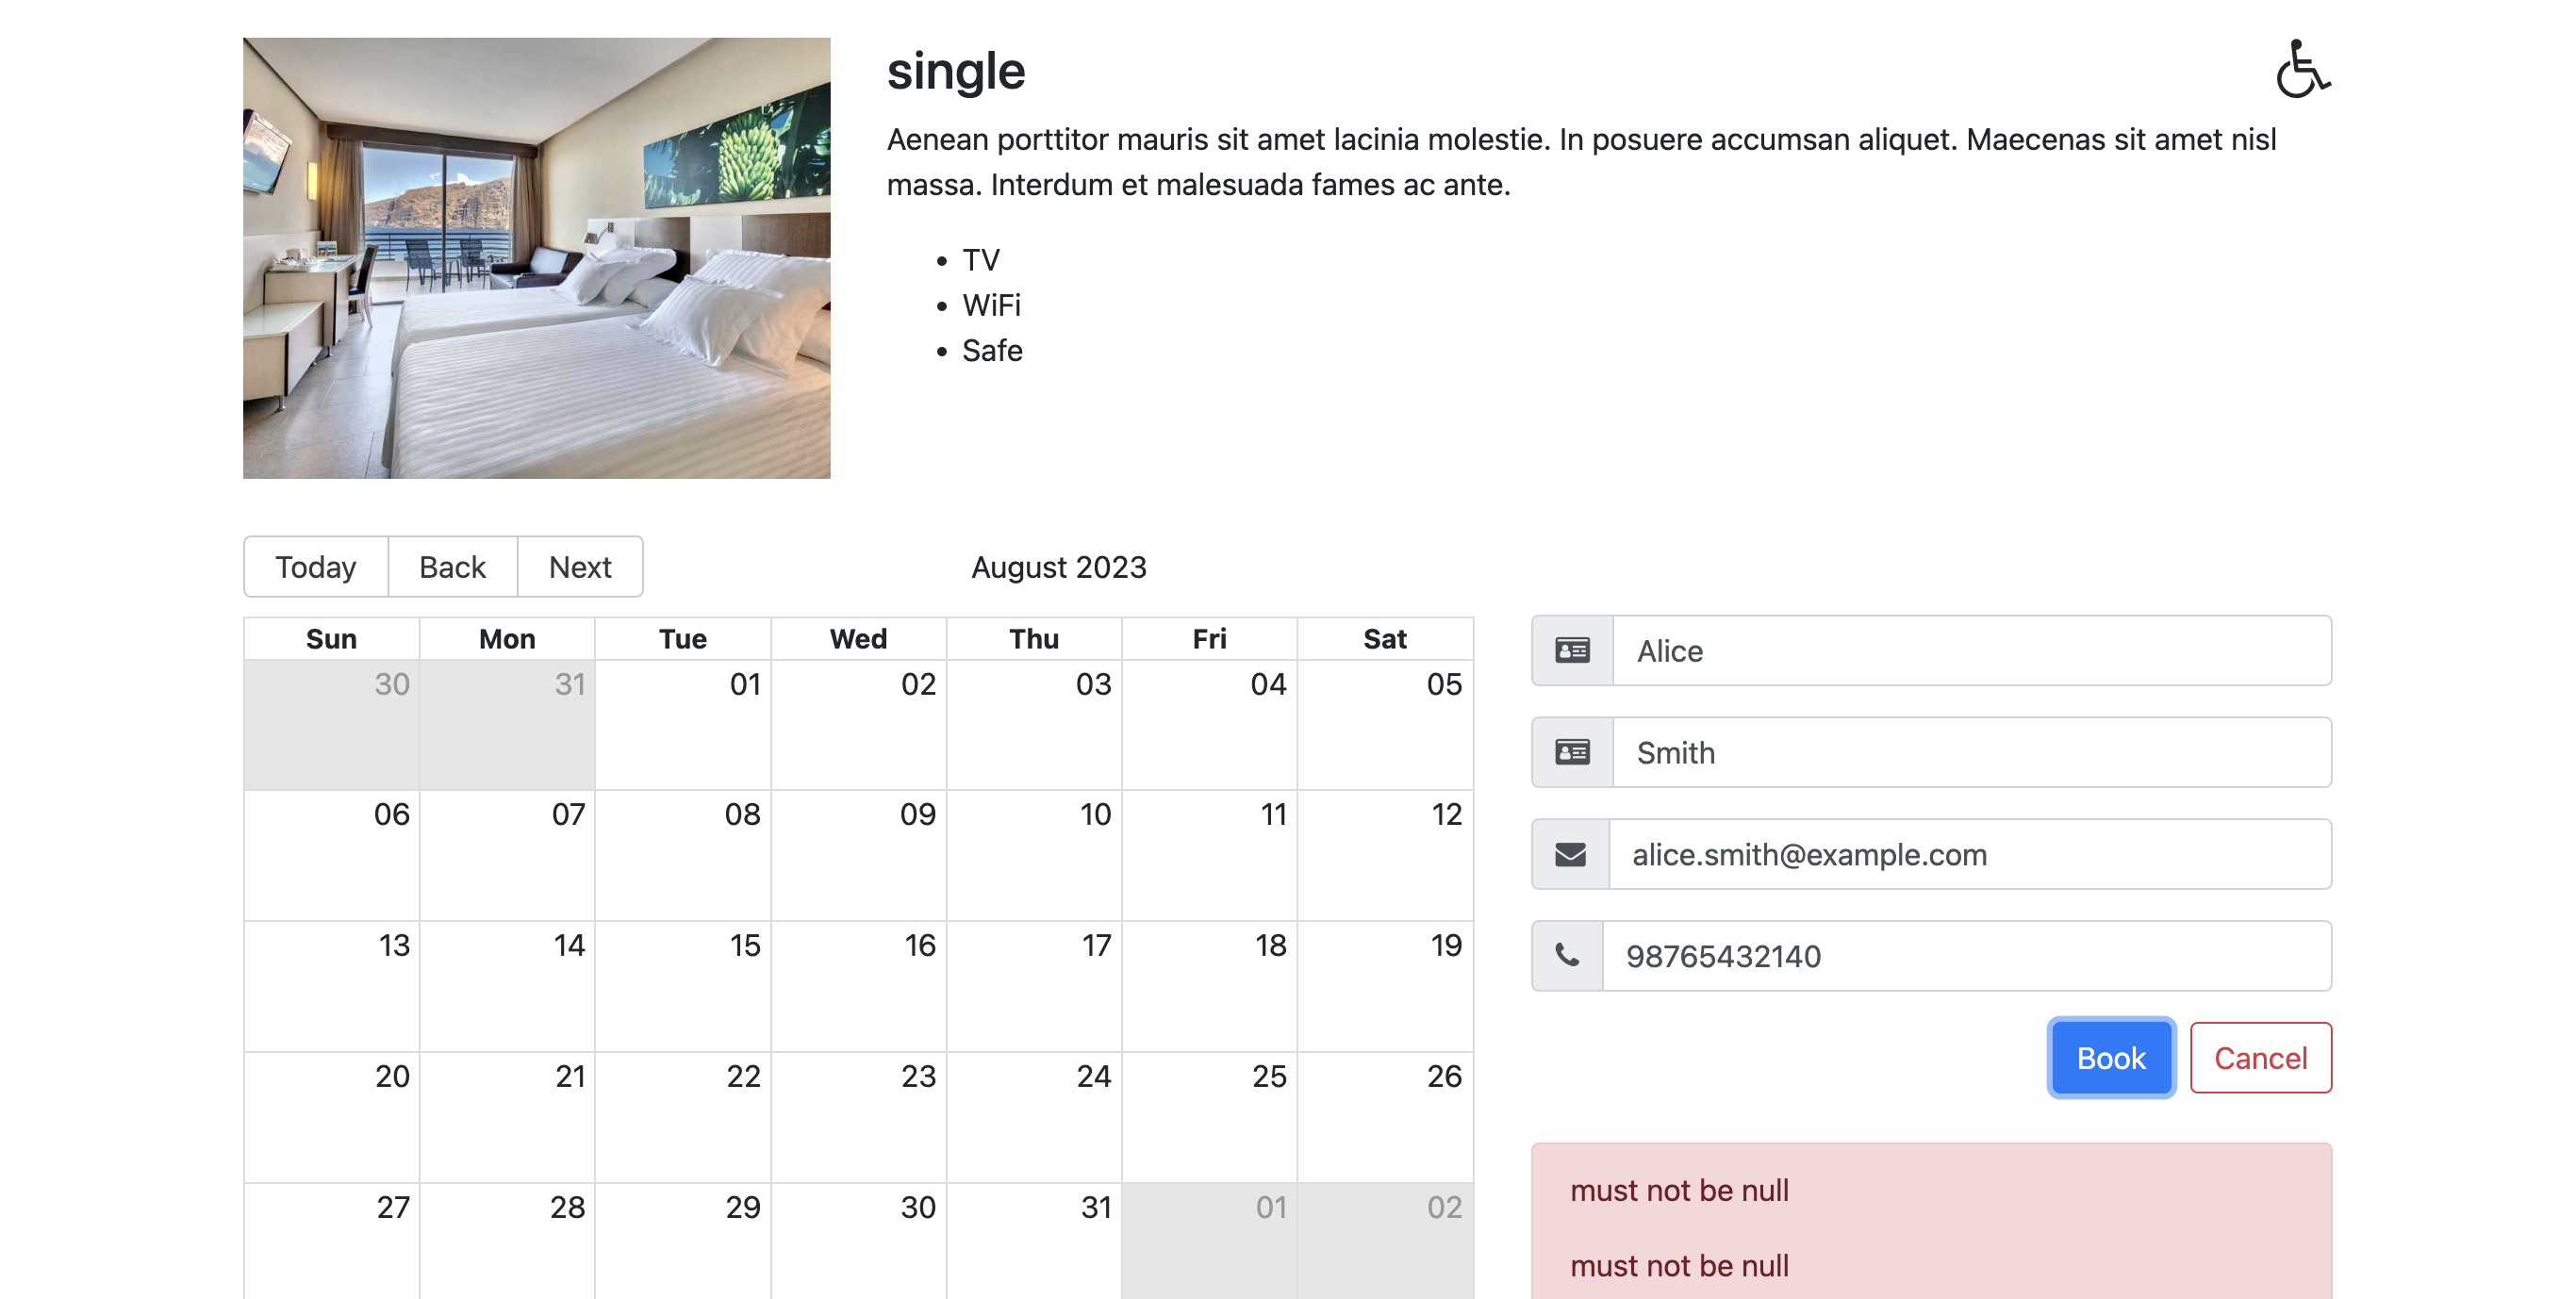 single
Aenean porttitor mauris sit amet lacinia molestie. In posuere accumsan aliquet. Maecenas sit amet nisl
massa. Interdum et malesuada fames ac ante.
• TV
• WiFi
• Safe
Today Back Next
August 2023
Sun Mon Tue Wed Thu Fri Sat
30 31 01 02 03 04 05
06 07 08 09 10 11 12
13 14 15 16 17 18 19
20 21 22 23 24 25 26
27 28 29 30 31 01 02
Alice
Smith
alice.smith@example.com
98765432140
Book Cancel
must not be null
must not be null